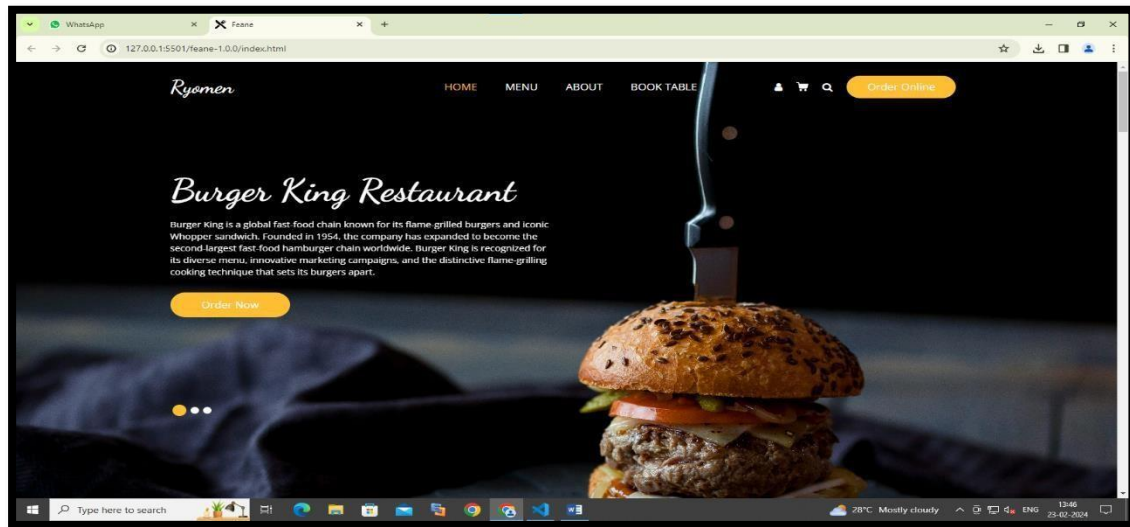 WhatsApp
Feane
127.0.0.1:5501/feane-1.0.0/index.html
Ryomen
HOME MENU ABOUT BOOK TABLE
Order Online
Burger King Restaurant
Burger King is a global fast-food chain known for its flame-grilled burgers and iconic
Whopper sandwich. Founded in 1954, the company has expanded to become the
second-largest fast-food hamburger chain worldwide. Burger King is recognized for
its diverse menu, innovative marketing campaigns, and the distinctive flame-grilling
cooking technique that sets its burgers apart.
Order Now
Type here to search
28°C Mostly cloudy
ENG
13:46
23-02-2024